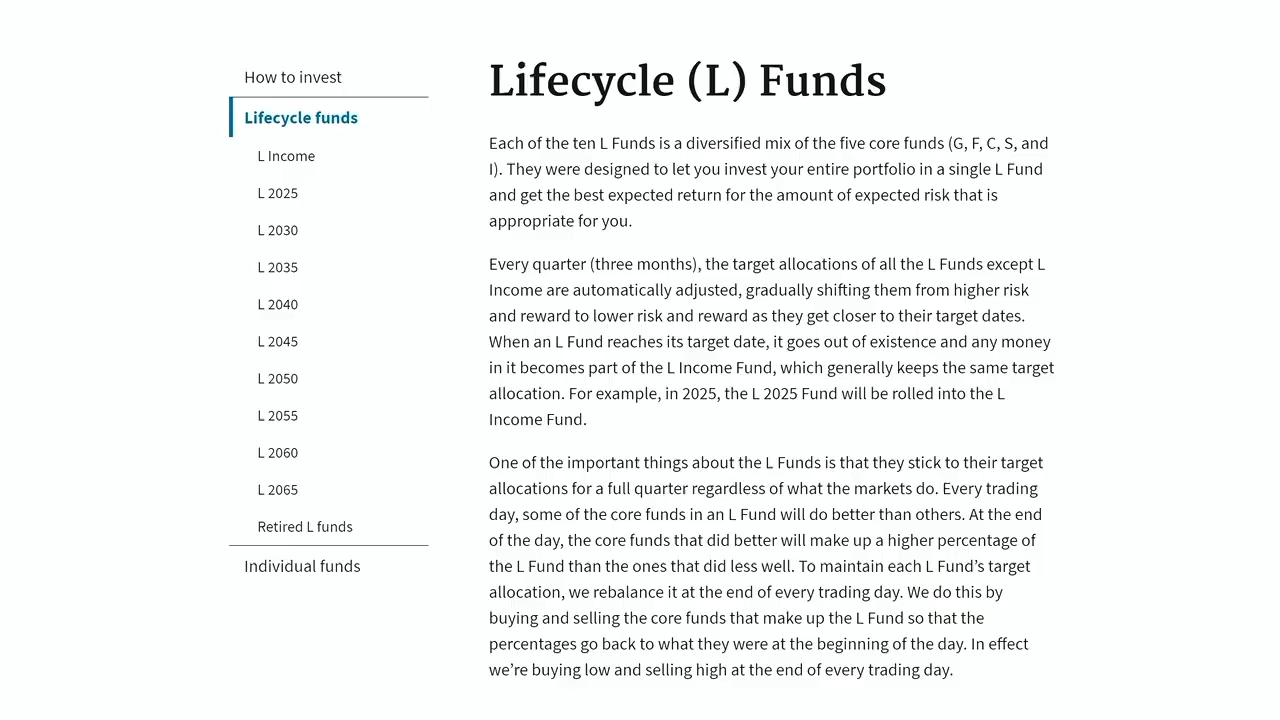 How to invest
Lifecycle funds
L Income
L 2025
L 2030
L 2035
L 2040
L 2045
L 2050
L 2055
L 2060
L 2065
Retired L funds
Individual funds
Lifecycle (L) Funds
Each of the ten L Funds is a diversified mix of the five core funds (G, F, C, S, and
I). They were designed to let you invest your entire portfolio in a single L Fund
and get the best expected return for the amount of expected risk that is
appropriate for you.
Every quarter (three months), the target allocations of all the L Funds except L
Income are automatically adjusted, gradually shifting them from higher risk
and reward to lower risk and reward as they get closer to their target dates.
When an L Fund reaches its target date, it goes out of existence and any money
in it becomes part of the L Income Fund, which generally keeps the same target
allocation. For example, in 2025, the L 2025 Fund will be rolled into the L
Income Fund.
One of the important things about the L Funds is that they stick to their target
allocations for a full quarter regardless of what the markets do. Every trading
day, some of the core funds in an L Fund will do better than others. At the end
of the day, the core funds that did better will make up a higher percentage of
the L Fund than the ones that did less well. To maintain each L Fund’s target
allocation, we rebalance it at the end of every trading day. We do this by
buying and selling the core funds that make up the L Fund so that the
percentages go back to what they were at the beginning of the day. In effect
we’re buying low and selling high at the end of every trading day.